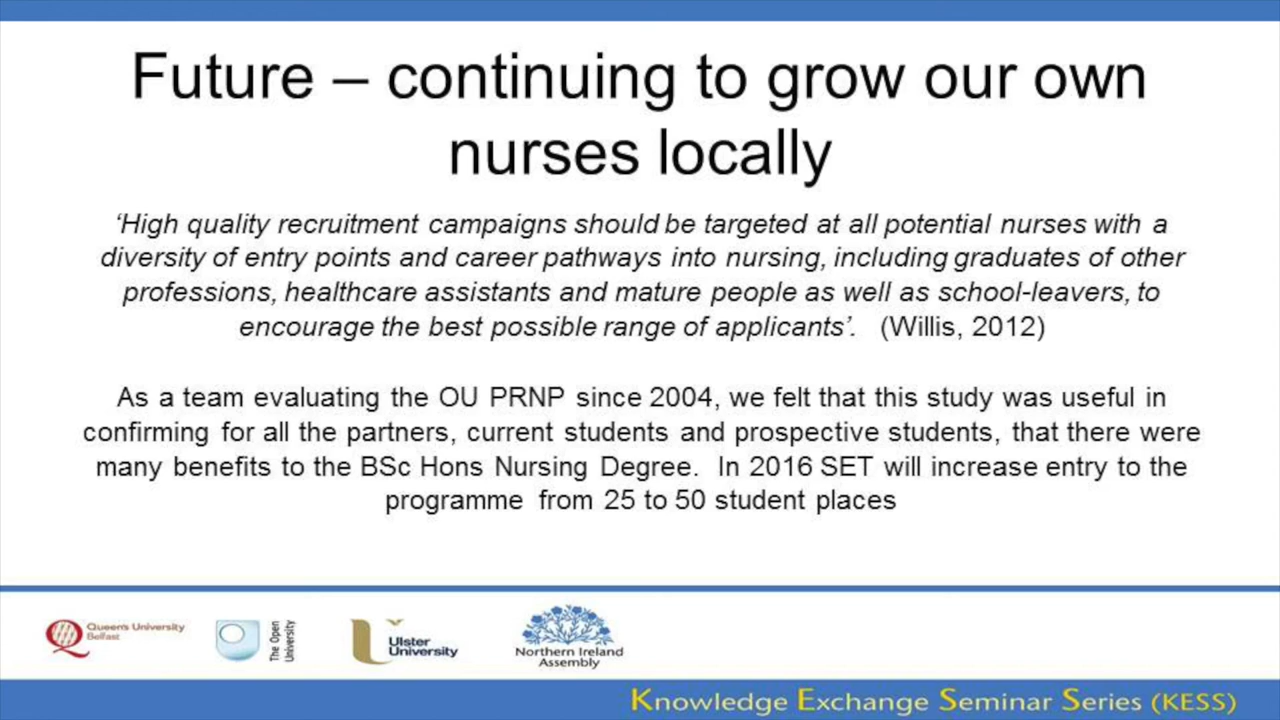 Future – continuing to grow our own
nurses locally
‘High quality recruitment campaigns should be targeted at all potential nurses with a
diversity of entry points and career pathways into nursing, including graduates of other
professions, healthcare assistants and mature people as well as school-leavers, to
encourage the best possible range of applicants’. (Willis, 2012)
As a team evaluating the OU PRNP since 2004, we felt that this study was useful in
confirming for all the partners, current students and prospective students, that there were
many benefits to the BSc Hons Nursing Degree. In 2016 SET will increase entry to the
programme from 25 to 50 student places
Queen's University
Belfast
The Open
University
Ulster
University
Northern Ireland
Assembly
Knowledge Exchange Seminar Series (KESS)